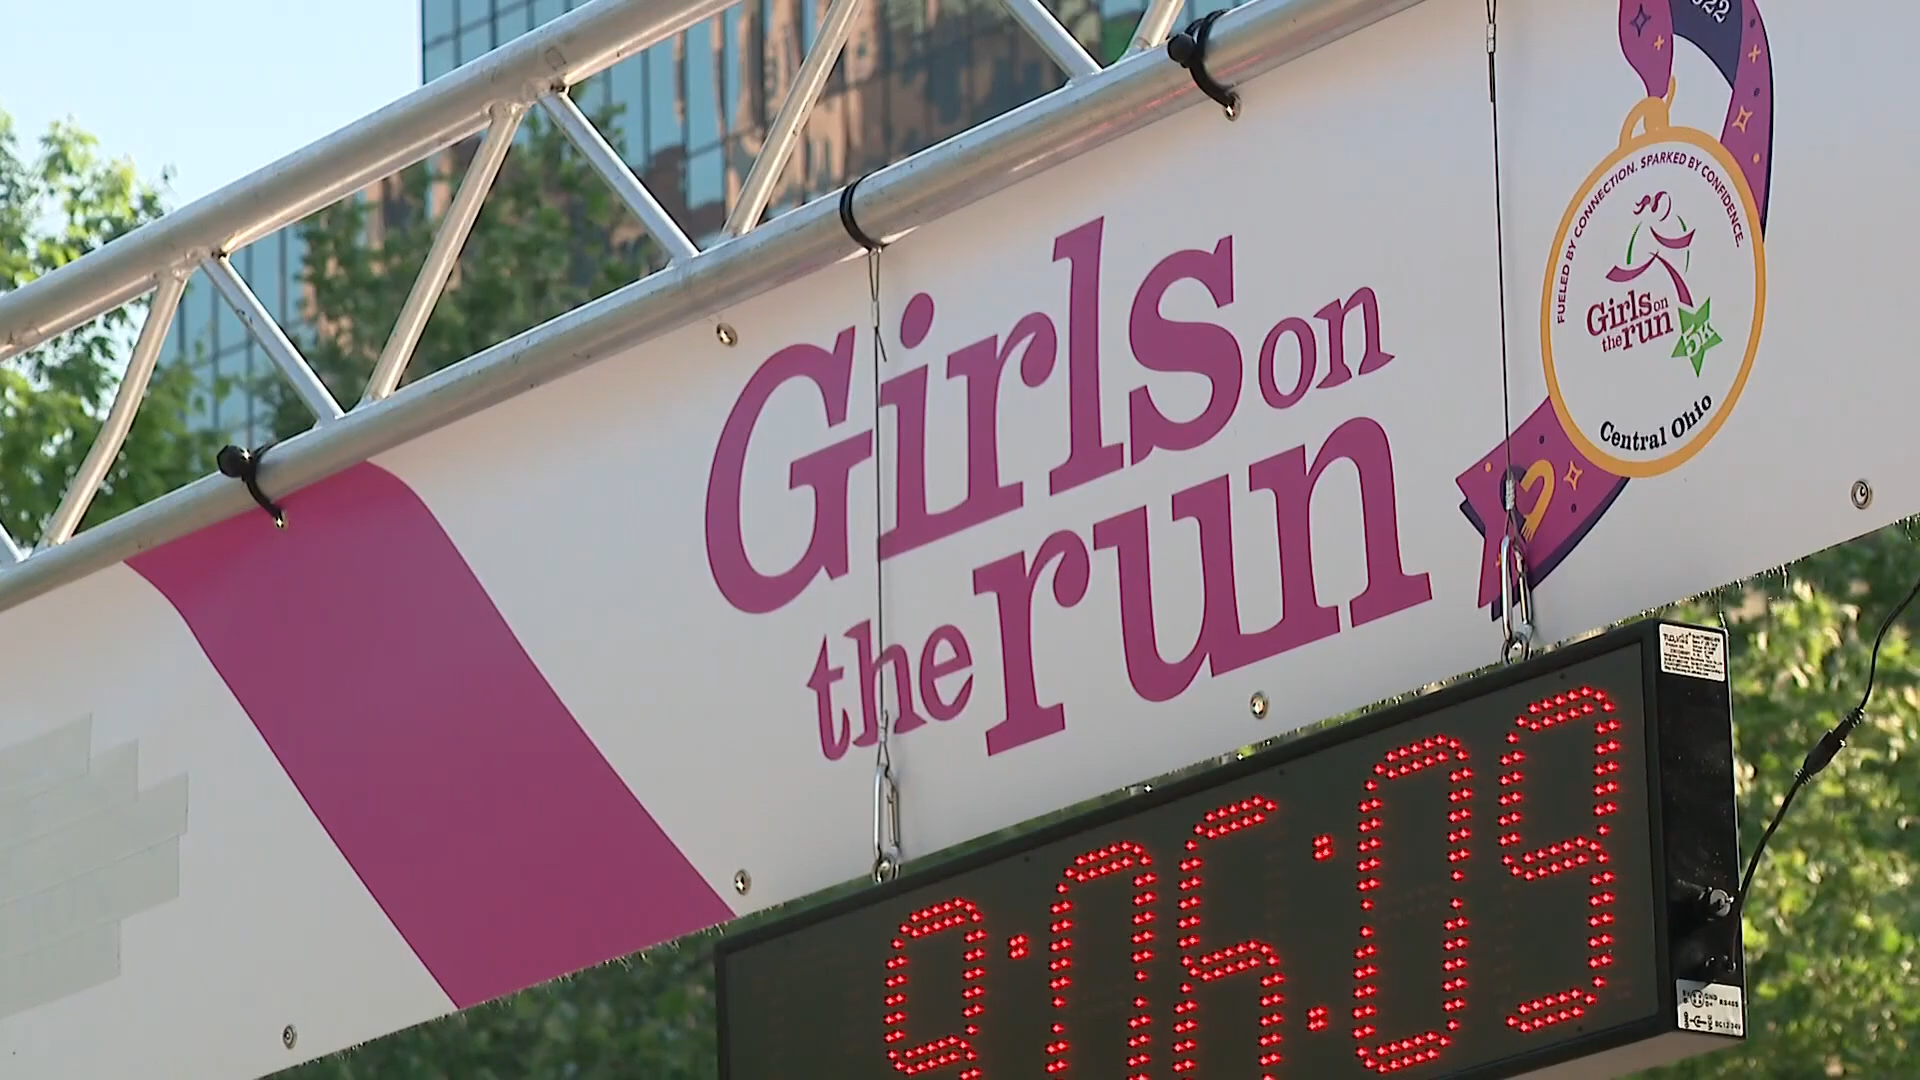 Girls on
the run
FUELED BY CONNECTION. SPARKED BY CONFIDENCE.
Girls on
the run
5K
Central Ohio
9:06:09